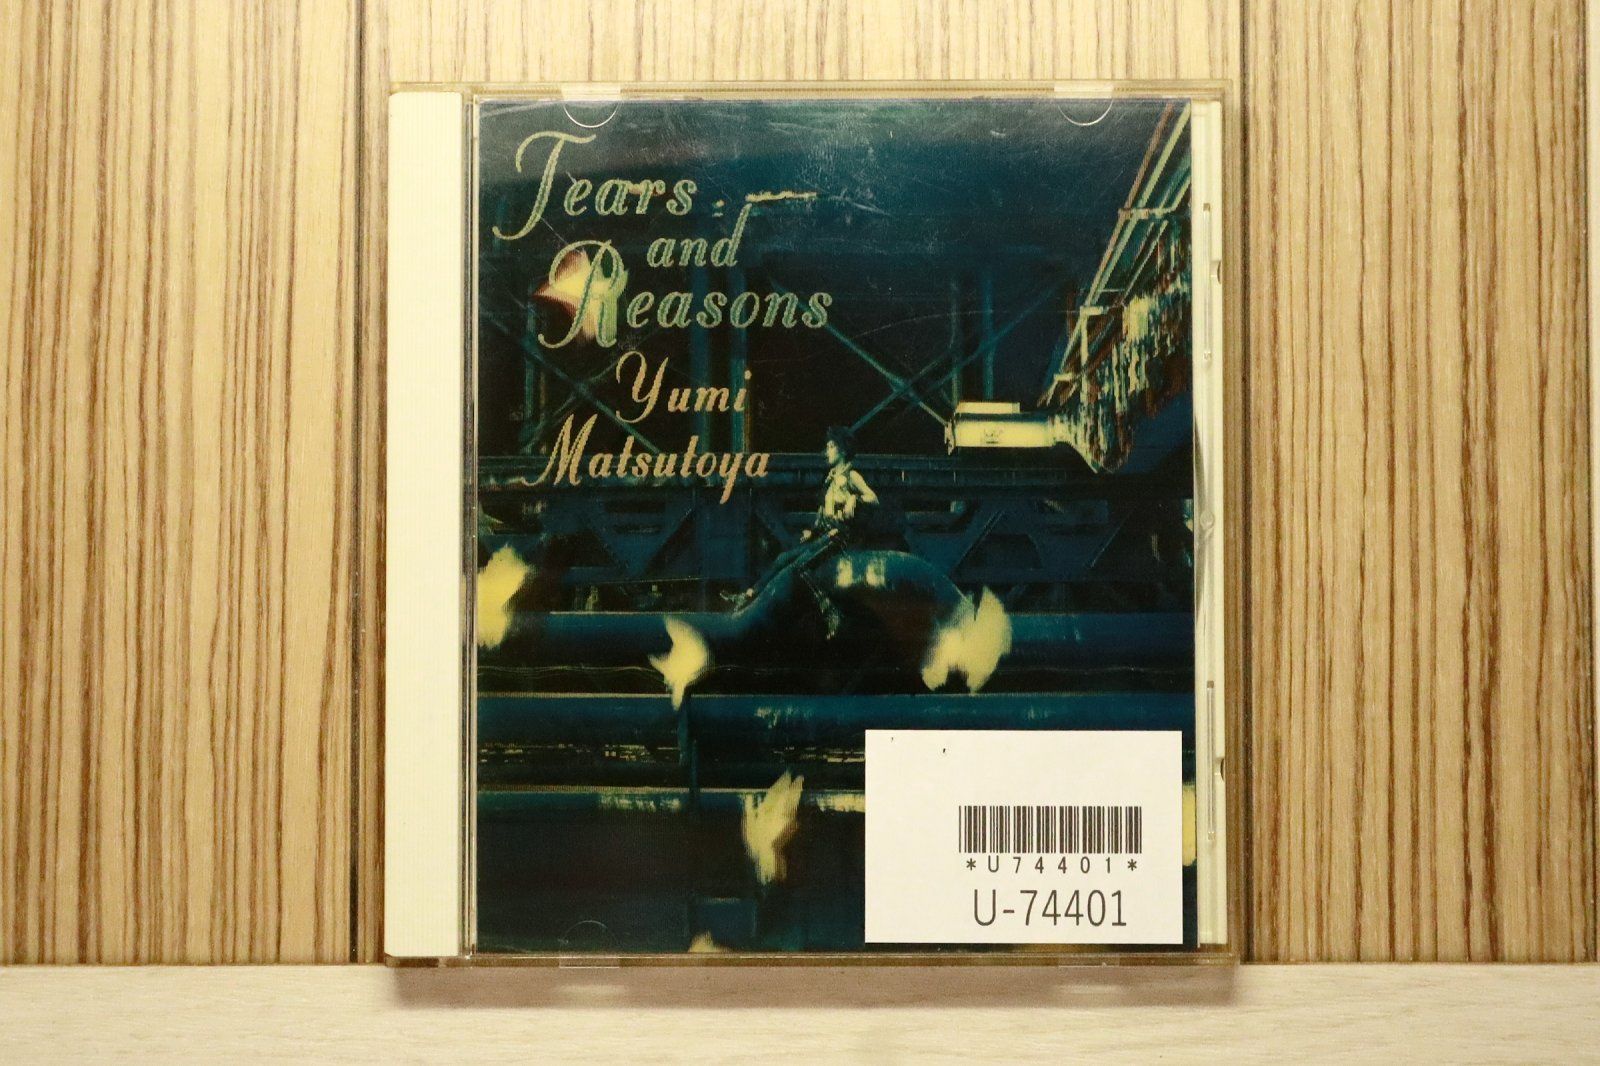 Tears
and
Reasons
Yumi
Matsutoya
*U74401*
U-74401